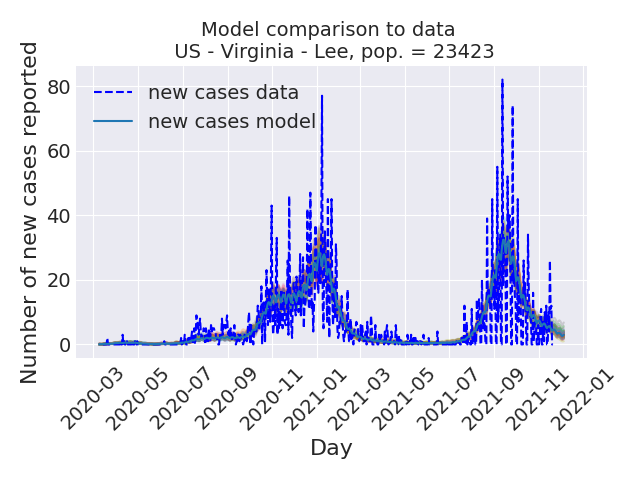 Model comparison to data
US - Virginia - Lee, pop. = 23423
Number of new cases reported
80
60
40
20
0
new cases data
new cases model
2020-03
2020-05
2020-07
2020-09
2020-11
2021-01
2021-03
2021-05
2021-07
2021-09
2021-11
2022-01
Day